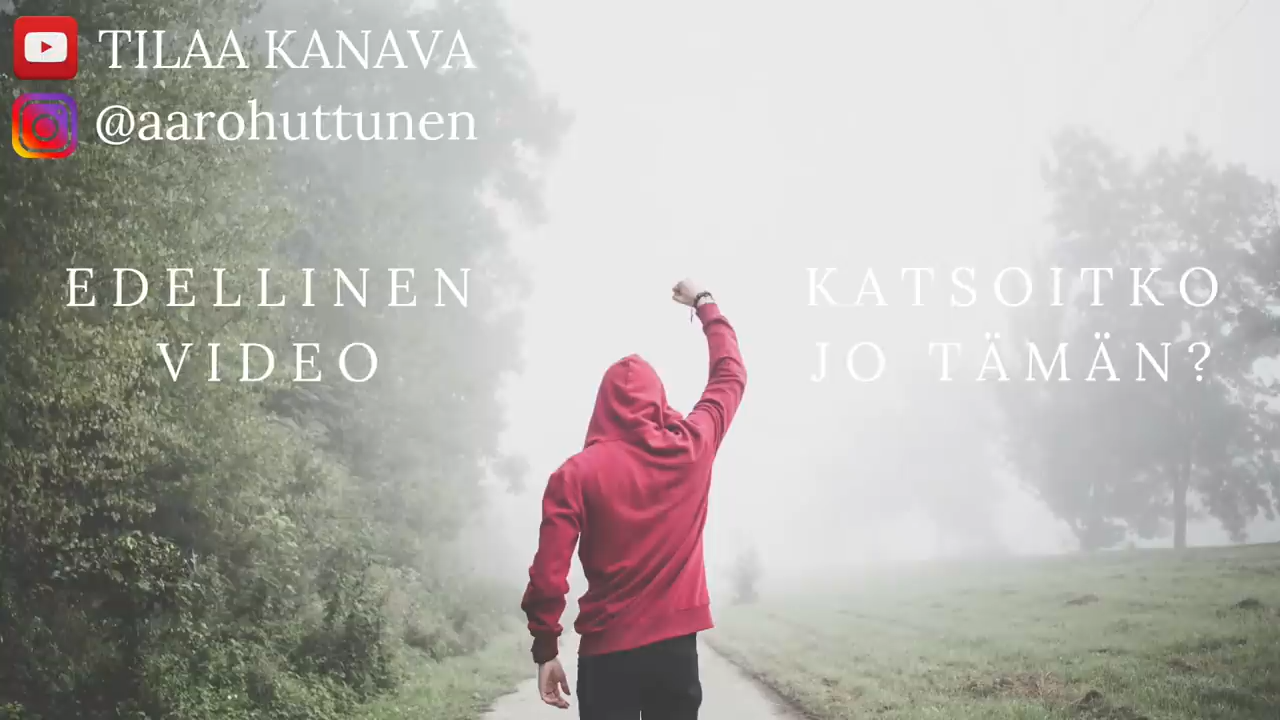 TILAA KANAVA
@aarohuttunen
EDELLINEN
VIDEO
KATSOITKO
JO TÄMÄN?